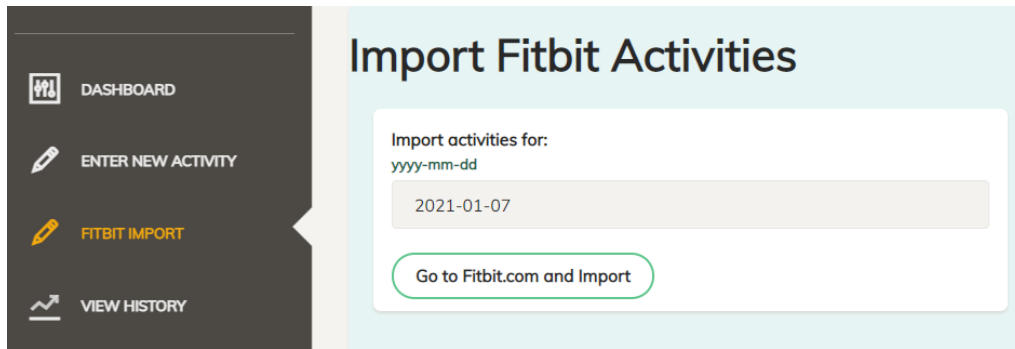 Import Fitbit Activities
DASHBOARD
ENTER NEW ACTIVITY
FITBIT IMPORT
VIEW HISTORY
Import activities for:
yyyy-mm-dd
2021-01-07
Go to Fitbit.com and Import